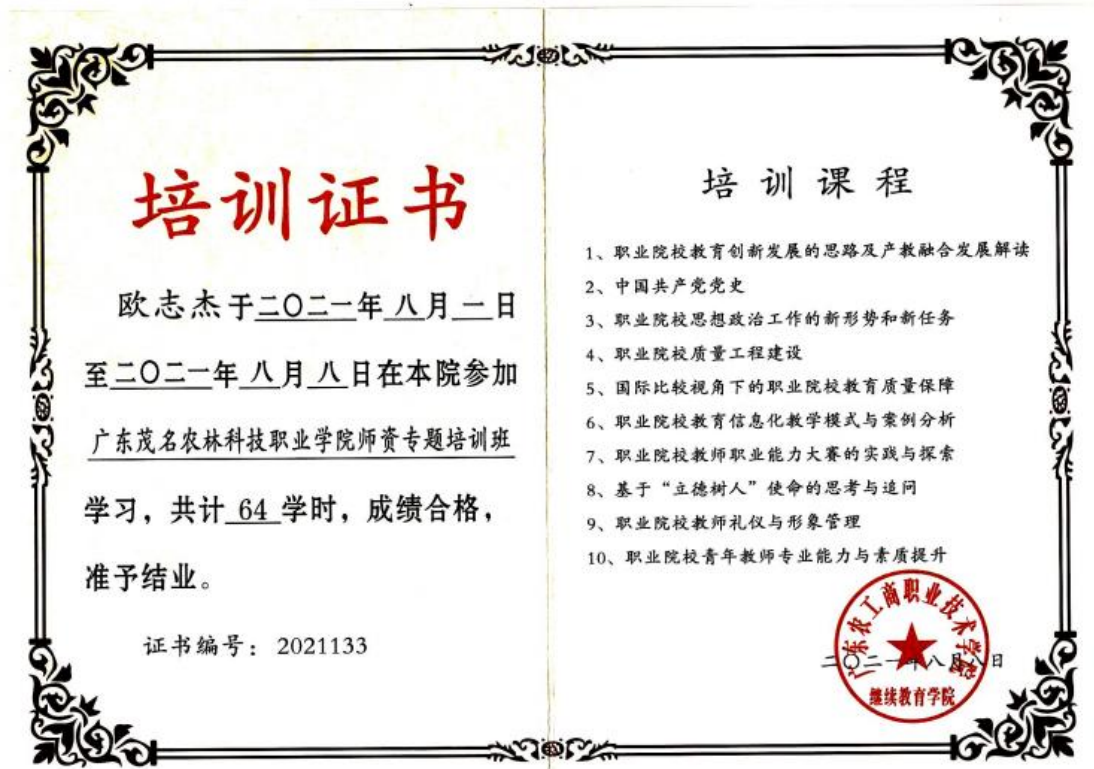 培训证书
欧志杰于二〇二一年八月一日
至二〇二一年八月八日在本院参加
广东茂名农林科技职业学院师资专题培训班
学习，共计 64 学时，成绩合格，
准予结业。
证书编号：2021133
培训课程
1、职业院校教育创新发展的思路及产教融合发展解读
2、中国共产党党史
3、职业院校思想政治工作的新形势和新任务
4、职业院校质量工程建设
5、国际比较视角下的职业院校教育质量保障
6、职业院校教育信息化教学模式与案例分析
7、职业院校教师职业能力大赛的实践与探索
8、基于“立德树人”使命的思考与追问
9、职业院校教师礼仪与形象管理
10、职业院校青年教师专业能力与素质提升
广东农工商职业技术学院
二〇二一年八月八日
继续教育学院